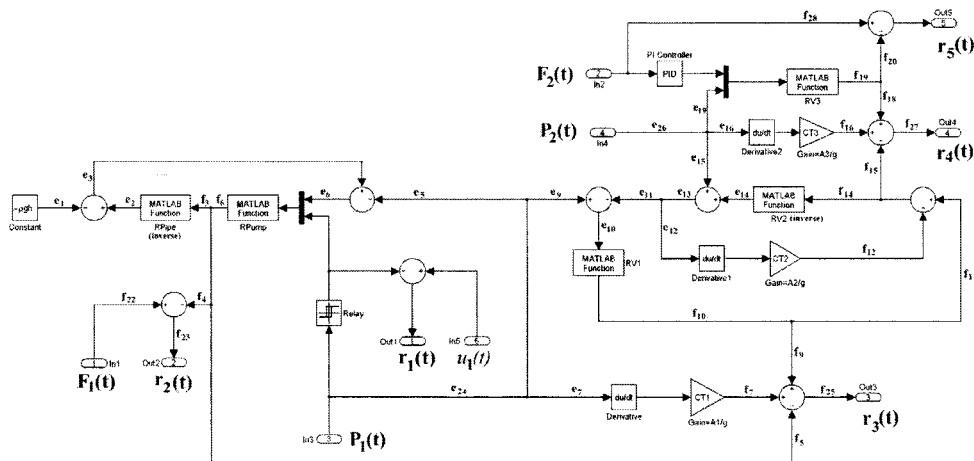 f28
Out5
5
r5(t)
PI Controller
F2(t)
2
In2
PID
MATLAB
Function
RV3
f19
f20
f18
e19
P2(t)
4
In4
e26
e16
du/dt
Derivative2
CT3
Gain=A3/g
f16
f27
Out4
4
r4(t)
e15
f15
e3
-ρgh
Constant
e1
e2
MATLAB
Function
RPipe
(inverse)
f3
f6
MATLAB
Function
RPump
e6
e5
e9
e11
e13
e14
MATLAB
Function
RV2 (inverse)
f14
e10
e12
MATLAB
Function
RV1
du/dt
Derivative1
CT2
Gain=A2/g
f12
f10
f22
f4
f23
Relay
1
In1
Out2
2
F1(t)
r2(t)
Out1
1
r1(t)
In5
5
u1(t)
f9
e24
e7
du/dt
Derivative
CT1
Gain=A1/g
f7
f25
Out3
3
r3(t)
In3
3
P1(t)
f5